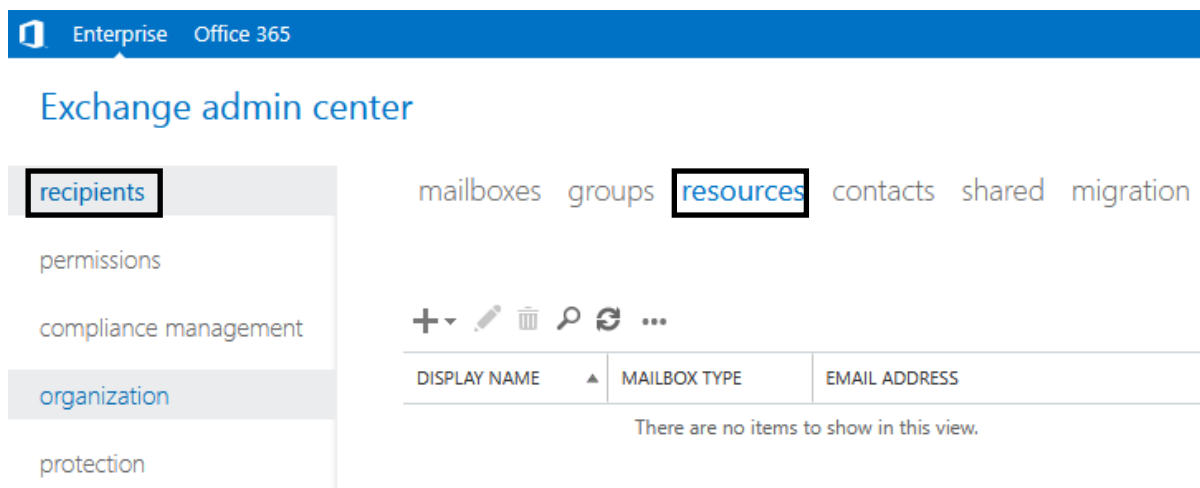 Enterprise Office 365
Exchange admin center
recipients
permissions
compliance management
organization
protection
mailboxes groups resources contacts shared migration
DISPLAY NAME MAILBOX TYPE EMAIL ADDRESS
There are no items to show in this view.